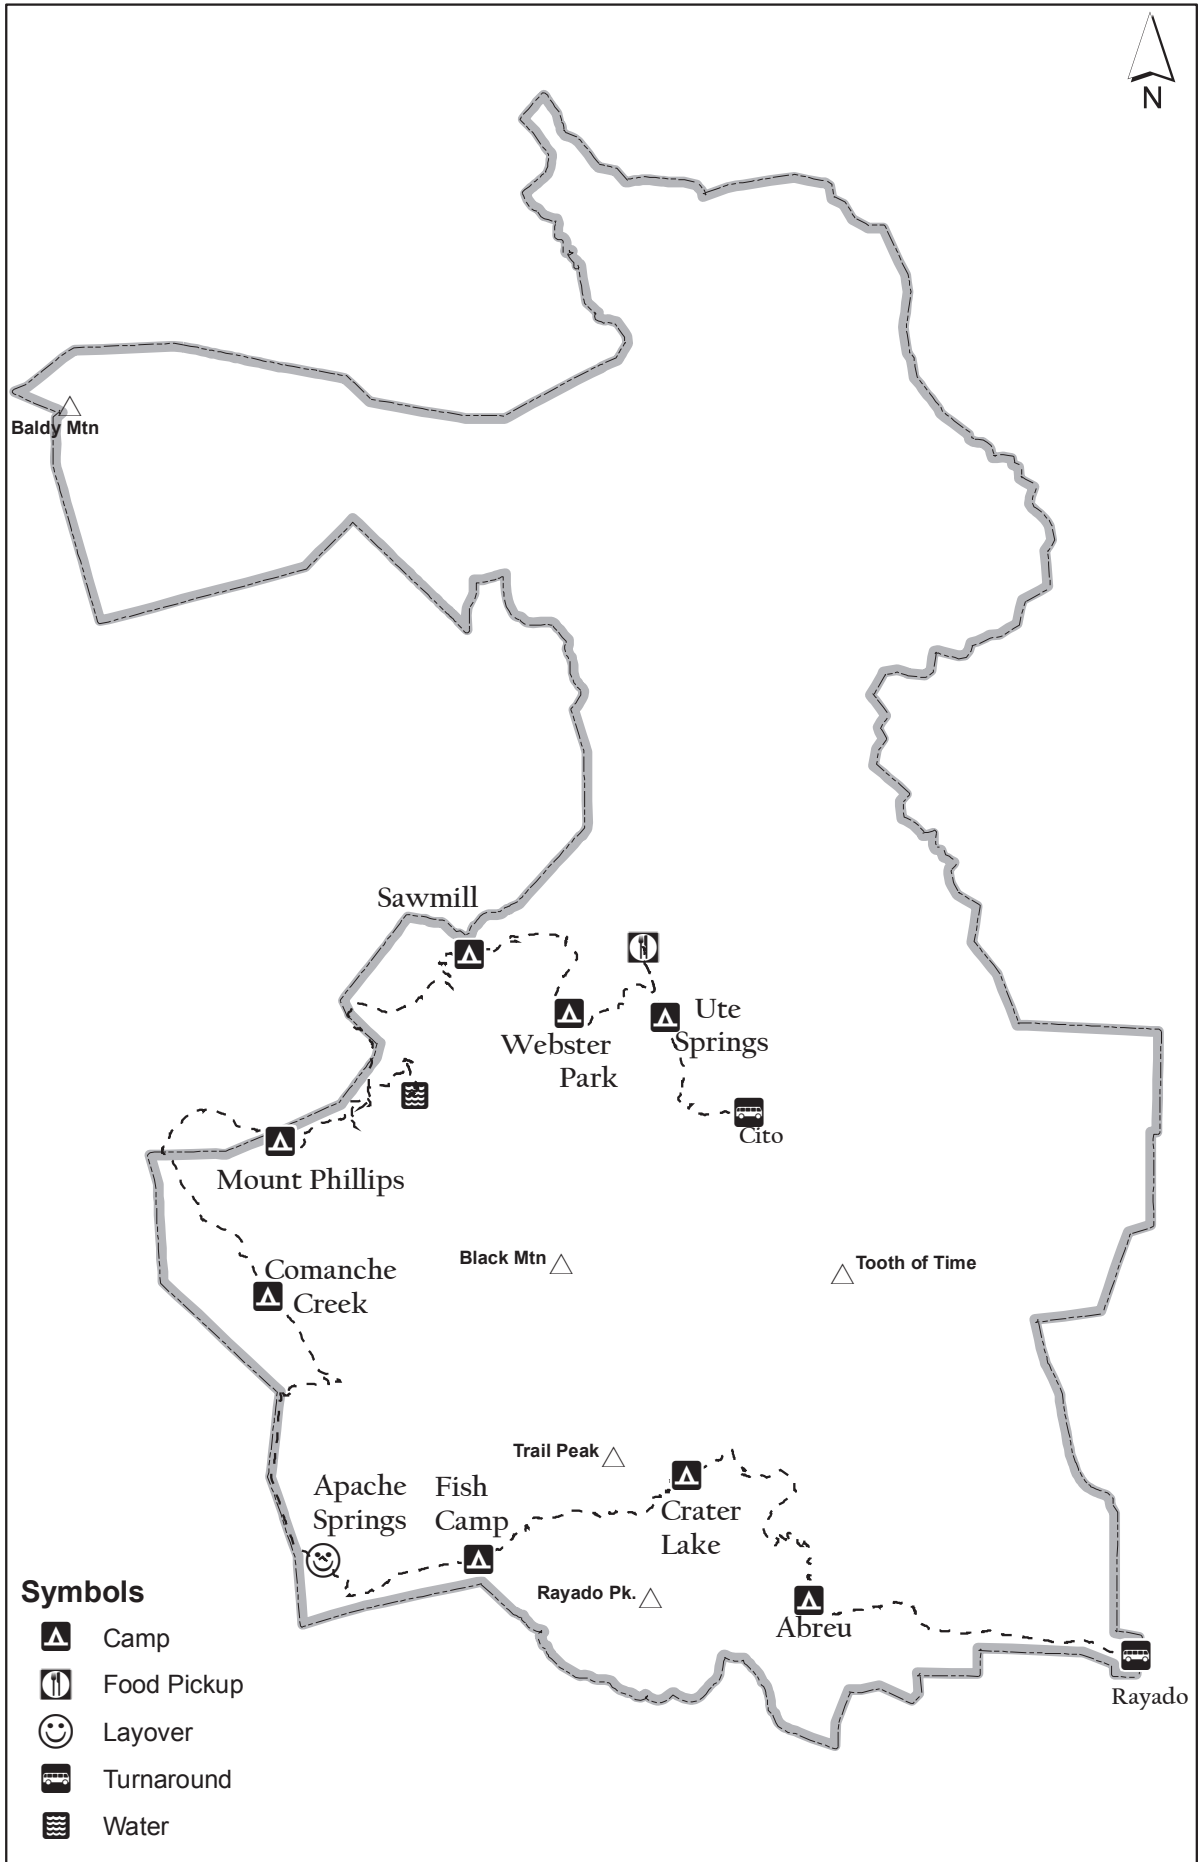 N
Baldy Mtn
Sawmill
Ute
Springs
Webster
Park
Cito
Mount Phillips
Black Mtn
Tooth of Time
Comanche
Creek
Trail Peak
Apache
Springs
Fish
Camp
Crater
Lake
Rayado Pk.
Abreu
Rayado
Symbols
Camp
Food Pickup
Layover
Turnaround
Water